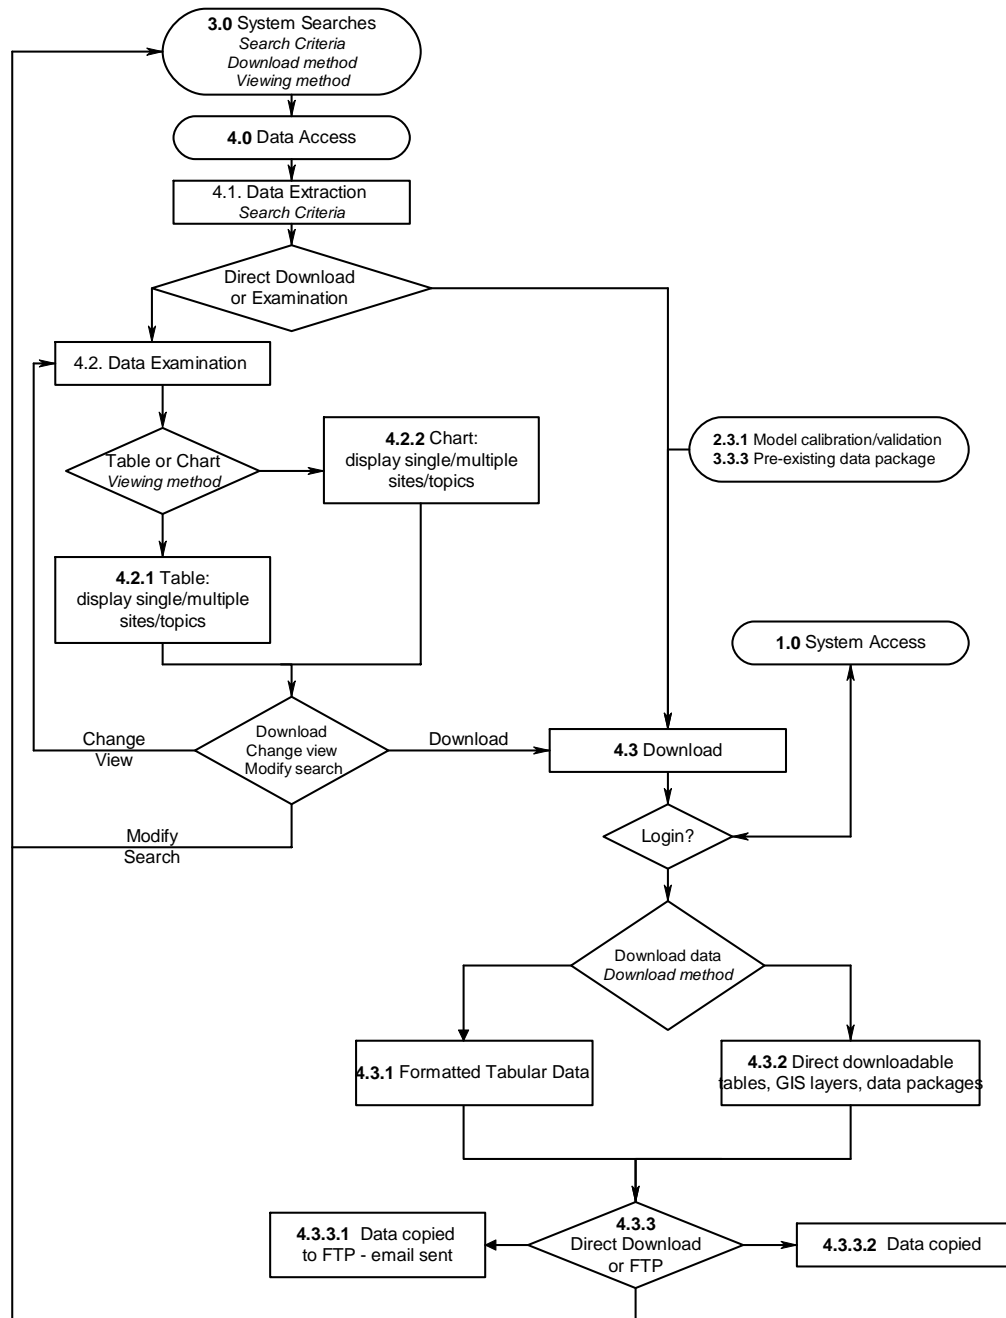 3.0 System Searches
Search Criteria
Download method
Viewing method
4.0 Data Access
4.1. Data Extraction
Search Criteria
Direct Download
or Examination
4.2. Data Examination
Table or Chart
Viewing method
4.2.2 Chart:
display single/multiple
sites/topics
2.3.1 Model calibration/validation
3.3.3 Pre-existing data package
4.2.1 Table:
display single/multiple
sites/topics
1.0 System Access
Change
View
Download
Change view
Modify search
Download
4.3 Download
Modify
Search
Login?
Download data
Download method
4.3.1 Formatted Tabular Data
4.3.2 Direct downloadable
tables, GIS layers, data packages
4.3.3.1 Data copied
to FTP - email sent
4.3.3
Direct Download
or FTP
4.3.3.2 Data copied